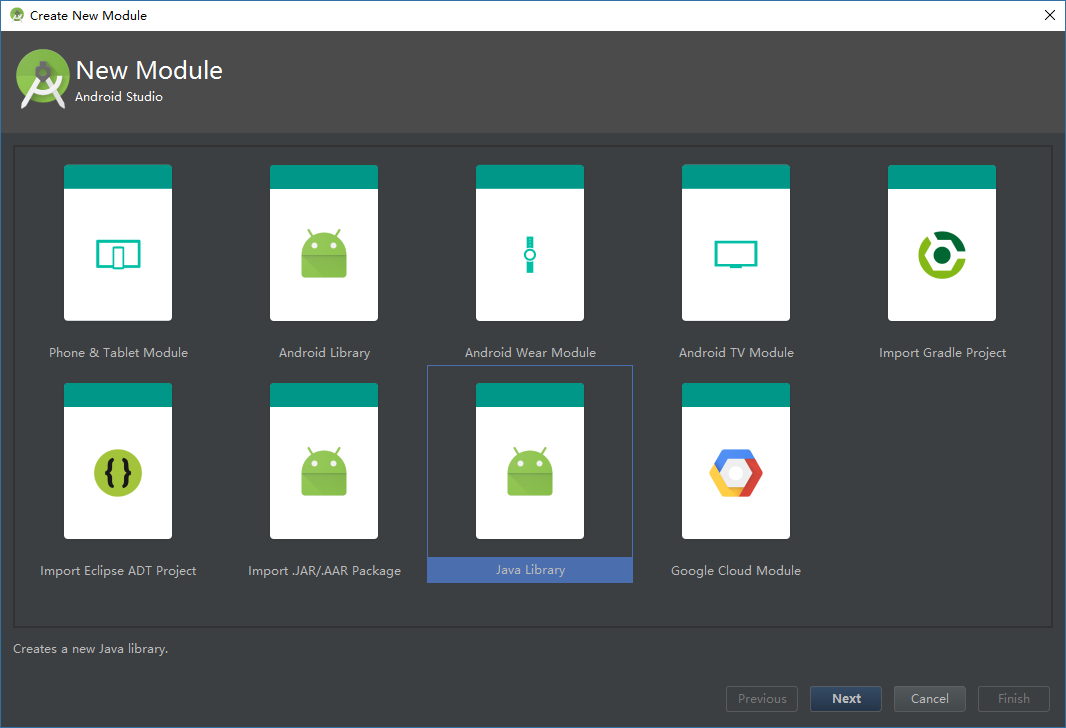 Create New Module
New Module
Android Studio
Phone & Tablet Module
Android Library
Android Wear Module
Android TV Module
Import Gradle Project
{}
Import Eclipse ADT Project
Import .JAR/.AAR Package
Java Library
Google Cloud Module
Creates a new Java library.
Previous
Next
Cancel
Finish